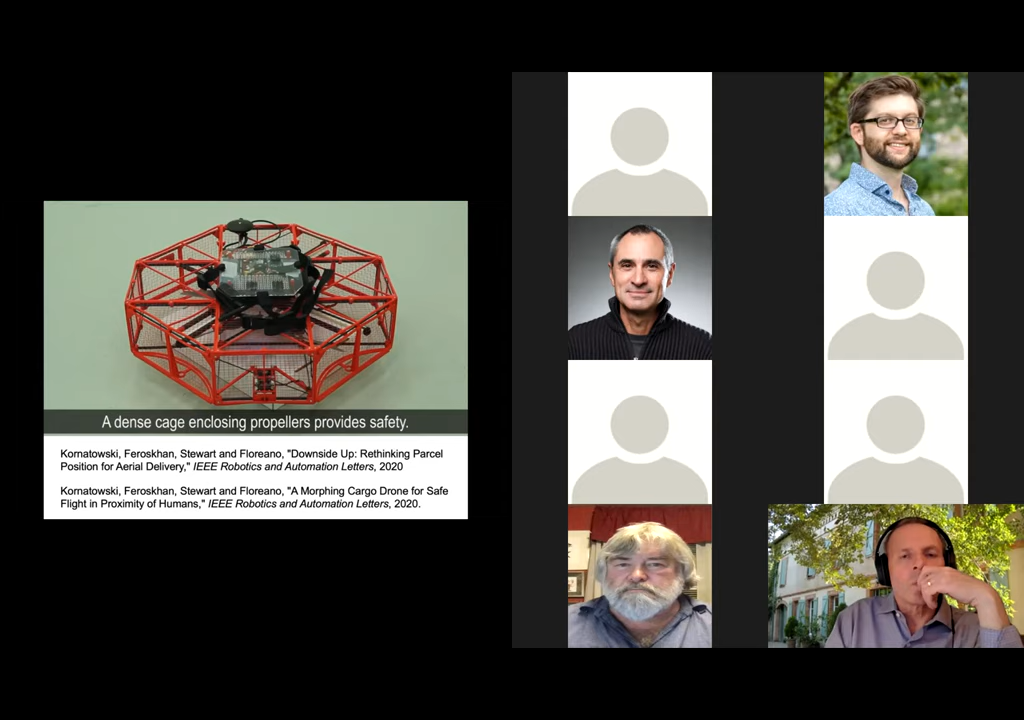 A dense cage enclosing propellers provides safety.
Kornatowski, Feroskhan, Stewart and Floreano, "Downside Up: Rethinking Parcel
Position for Aerial Delivery," IEEE Robotics and Automation Letters, 2020
Kornatowski, Feroskhan, Stewart and Floreano, "A Morphing Cargo Drone for Safe
Flight in Proximity of Humans," IEEE Robotics and Automation Letters, 2020.